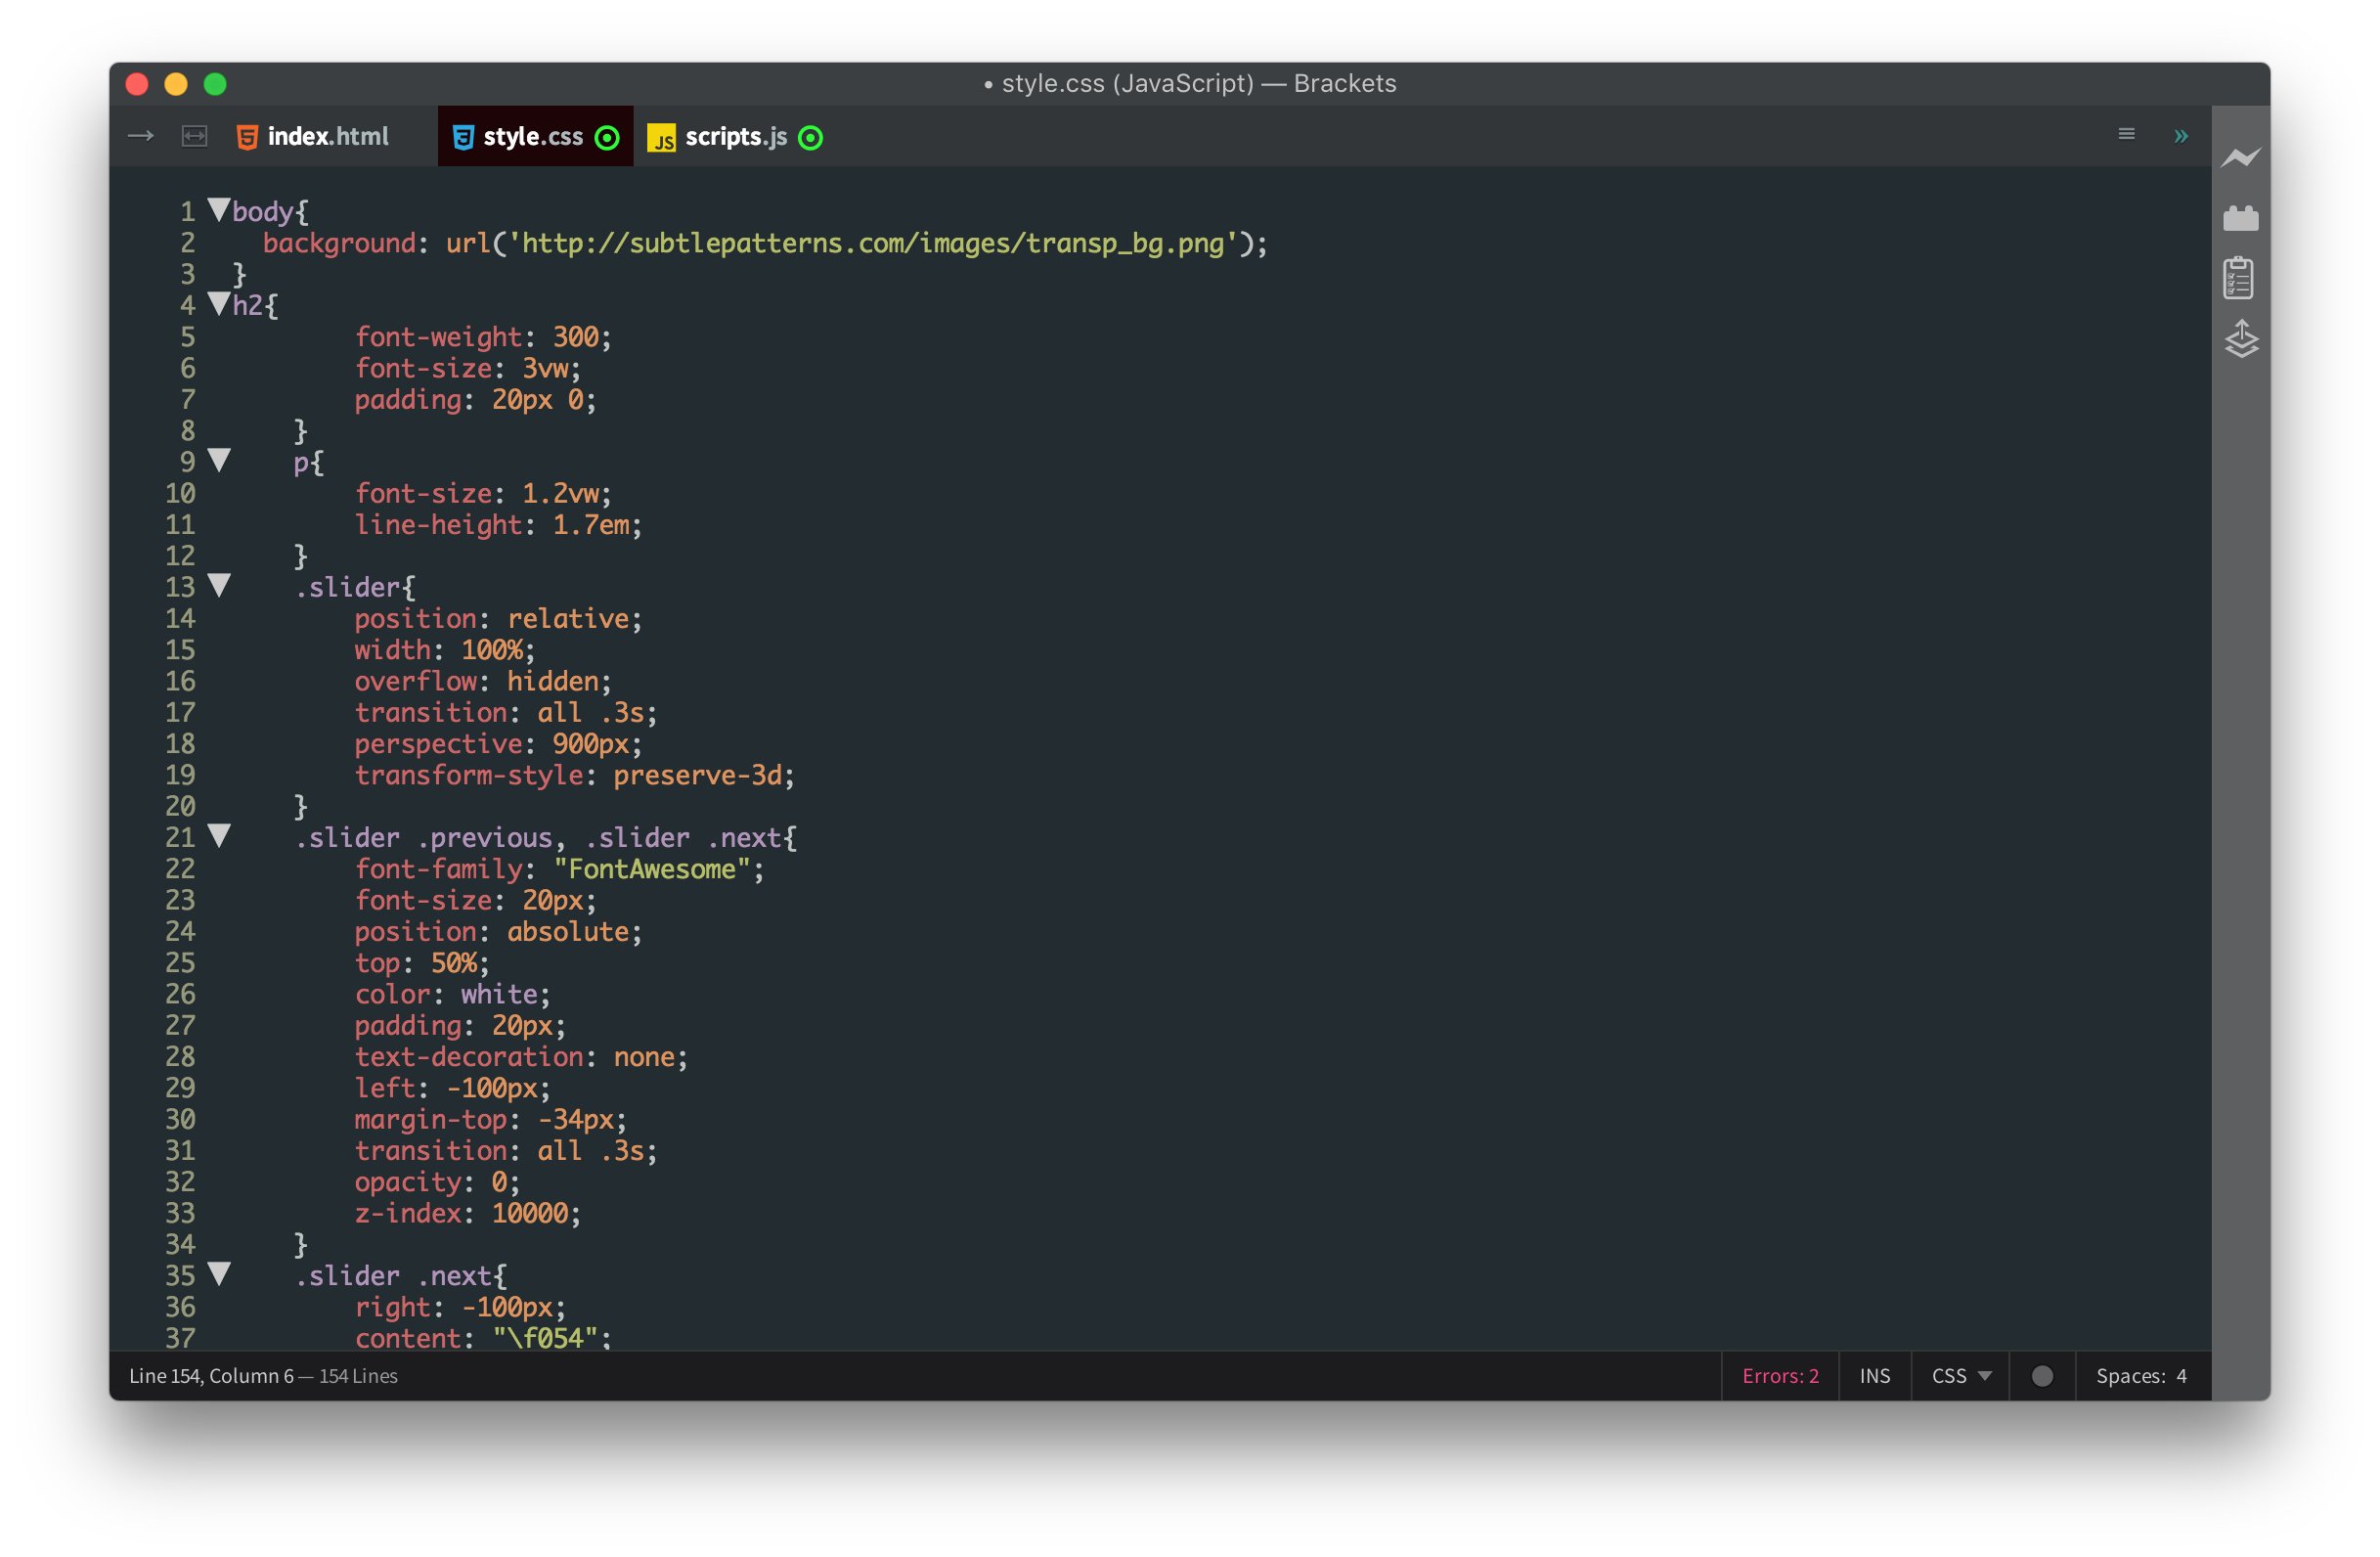 • style.css (JavaScript) — Brackets
index.html style.css JS scripts.js
1 body{
2   background: url('http://subtlepatterns.com/images/transp_bg.png');
3 }
4 h2{
5         font-weight: 300;
6         font-size: 3vw;
7         padding: 20px 0;
8     }
9     p{
10         font-size: 1.2vw;
11         line-height: 1.7em;
12     }
13     .slider{
14         position: relative;
15         width: 100%;
16         overflow: hidden;
17         transition: all .3s;
18         perspective: 900px;
19         transform-style: preserve-3d;
20     }
21     .slider .previous, .slider .next{
22         font-family: "FontAwesome";
23         font-size: 20px;
24         position: absolute;
25         top: 50%;
26         color: white;
27         padding: 20px;
28         text-decoration: none;
29         left: -100px;
30         margin-top: -34px;
31         transition: all .3s;
32         opacity: 0;
33         z-index: 10000;
34     }
35     .slider .next{
36         right: -100px;
37         content: "\f054";
Line 154, Column 6 — 154 Lines Errors: 2 INS CSS Spaces: 4